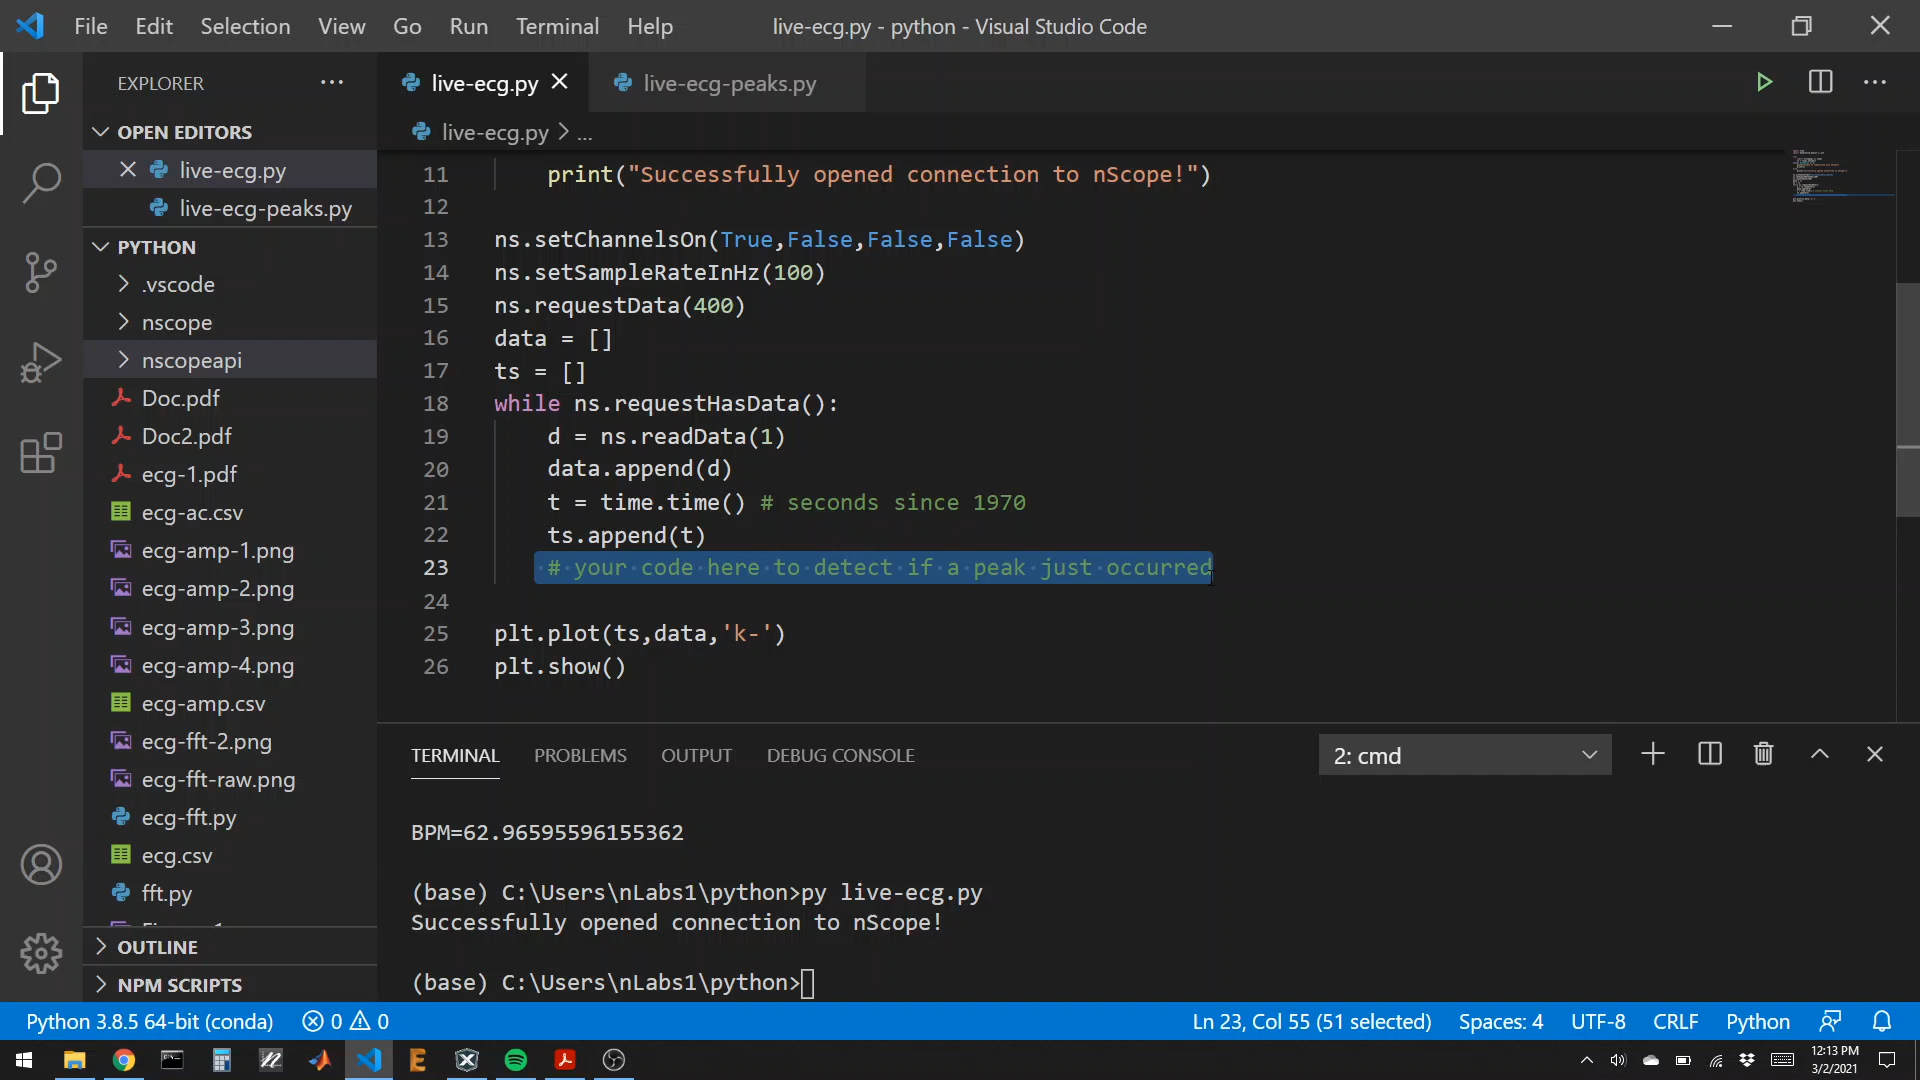 File Edit Selection View Go Run Terminal Help live-ecg.py - python - Visual Studio Code
EXPLORER
OPEN EDITORS
live-ecg.py
live-ecg-peaks.py
PYTHON
.vscode
nscope
nscopeapi
Doc.pdf
Doc2.pdf
ecg-1.pdf
ecg-ac.csv
ecg-amp-1.png
ecg-amp-2.png
ecg-amp-3.png
ecg-amp-4.png
ecg-amp.csv
ecg-fft-2.png
ecg-fft-raw.png
ecg-fft.py
ecg.csv
fft.py
OUTLINE
NPM SCRIPTS
live-ecg.py live-ecg-peaks.py
live-ecg.py > ...
11 print("Successfully opened connection to nScope!")
12
13 ns.setChannelsOn(True,False,False,False)
14 ns.setSampleRateInHz(100)
15 ns.requestData(400)
16 data = []
17 ts = []
18 while ns.requestHasData():
19 d = ns.readData(1)
20 data.append(d)
21 t = time.time() # seconds since 1970
22 ts.append(t)
23 # your code here to detect if a peak just occurred
24
25 plt.plot(ts,data,'k-')
26 plt.show()
TERMINAL PROBLEMS OUTPUT DEBUG CONSOLE 2: cmd
BPM=62.96595596155362
(base) C:\Users\nLabs1\python>py live-ecg.py
Successfully opened connection to nScope!
(base) C:\Users\nLabs1\python>
Python 3.8.5 64-bit (conda) 0 0 Ln 23, Col 55 (51 selected) Spaces: 4 UTF-8 CRLF Python
12:13 PM
3/2/2021